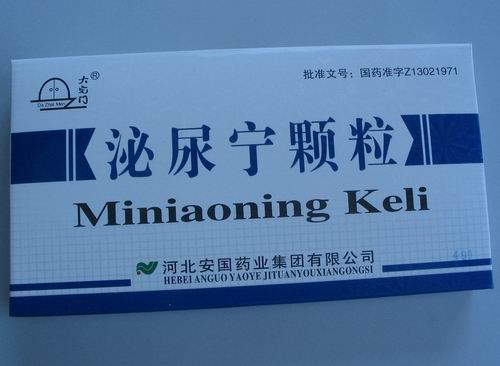 大宅门®
Da Zhai Men
批准文号：国药准字Z13021971
泌尿宁颗粒
Miniaoning Keli
河北安国药业集团有限公司
HEBEI ANGUO YAOYE JITUANYOUXIANGONGSI